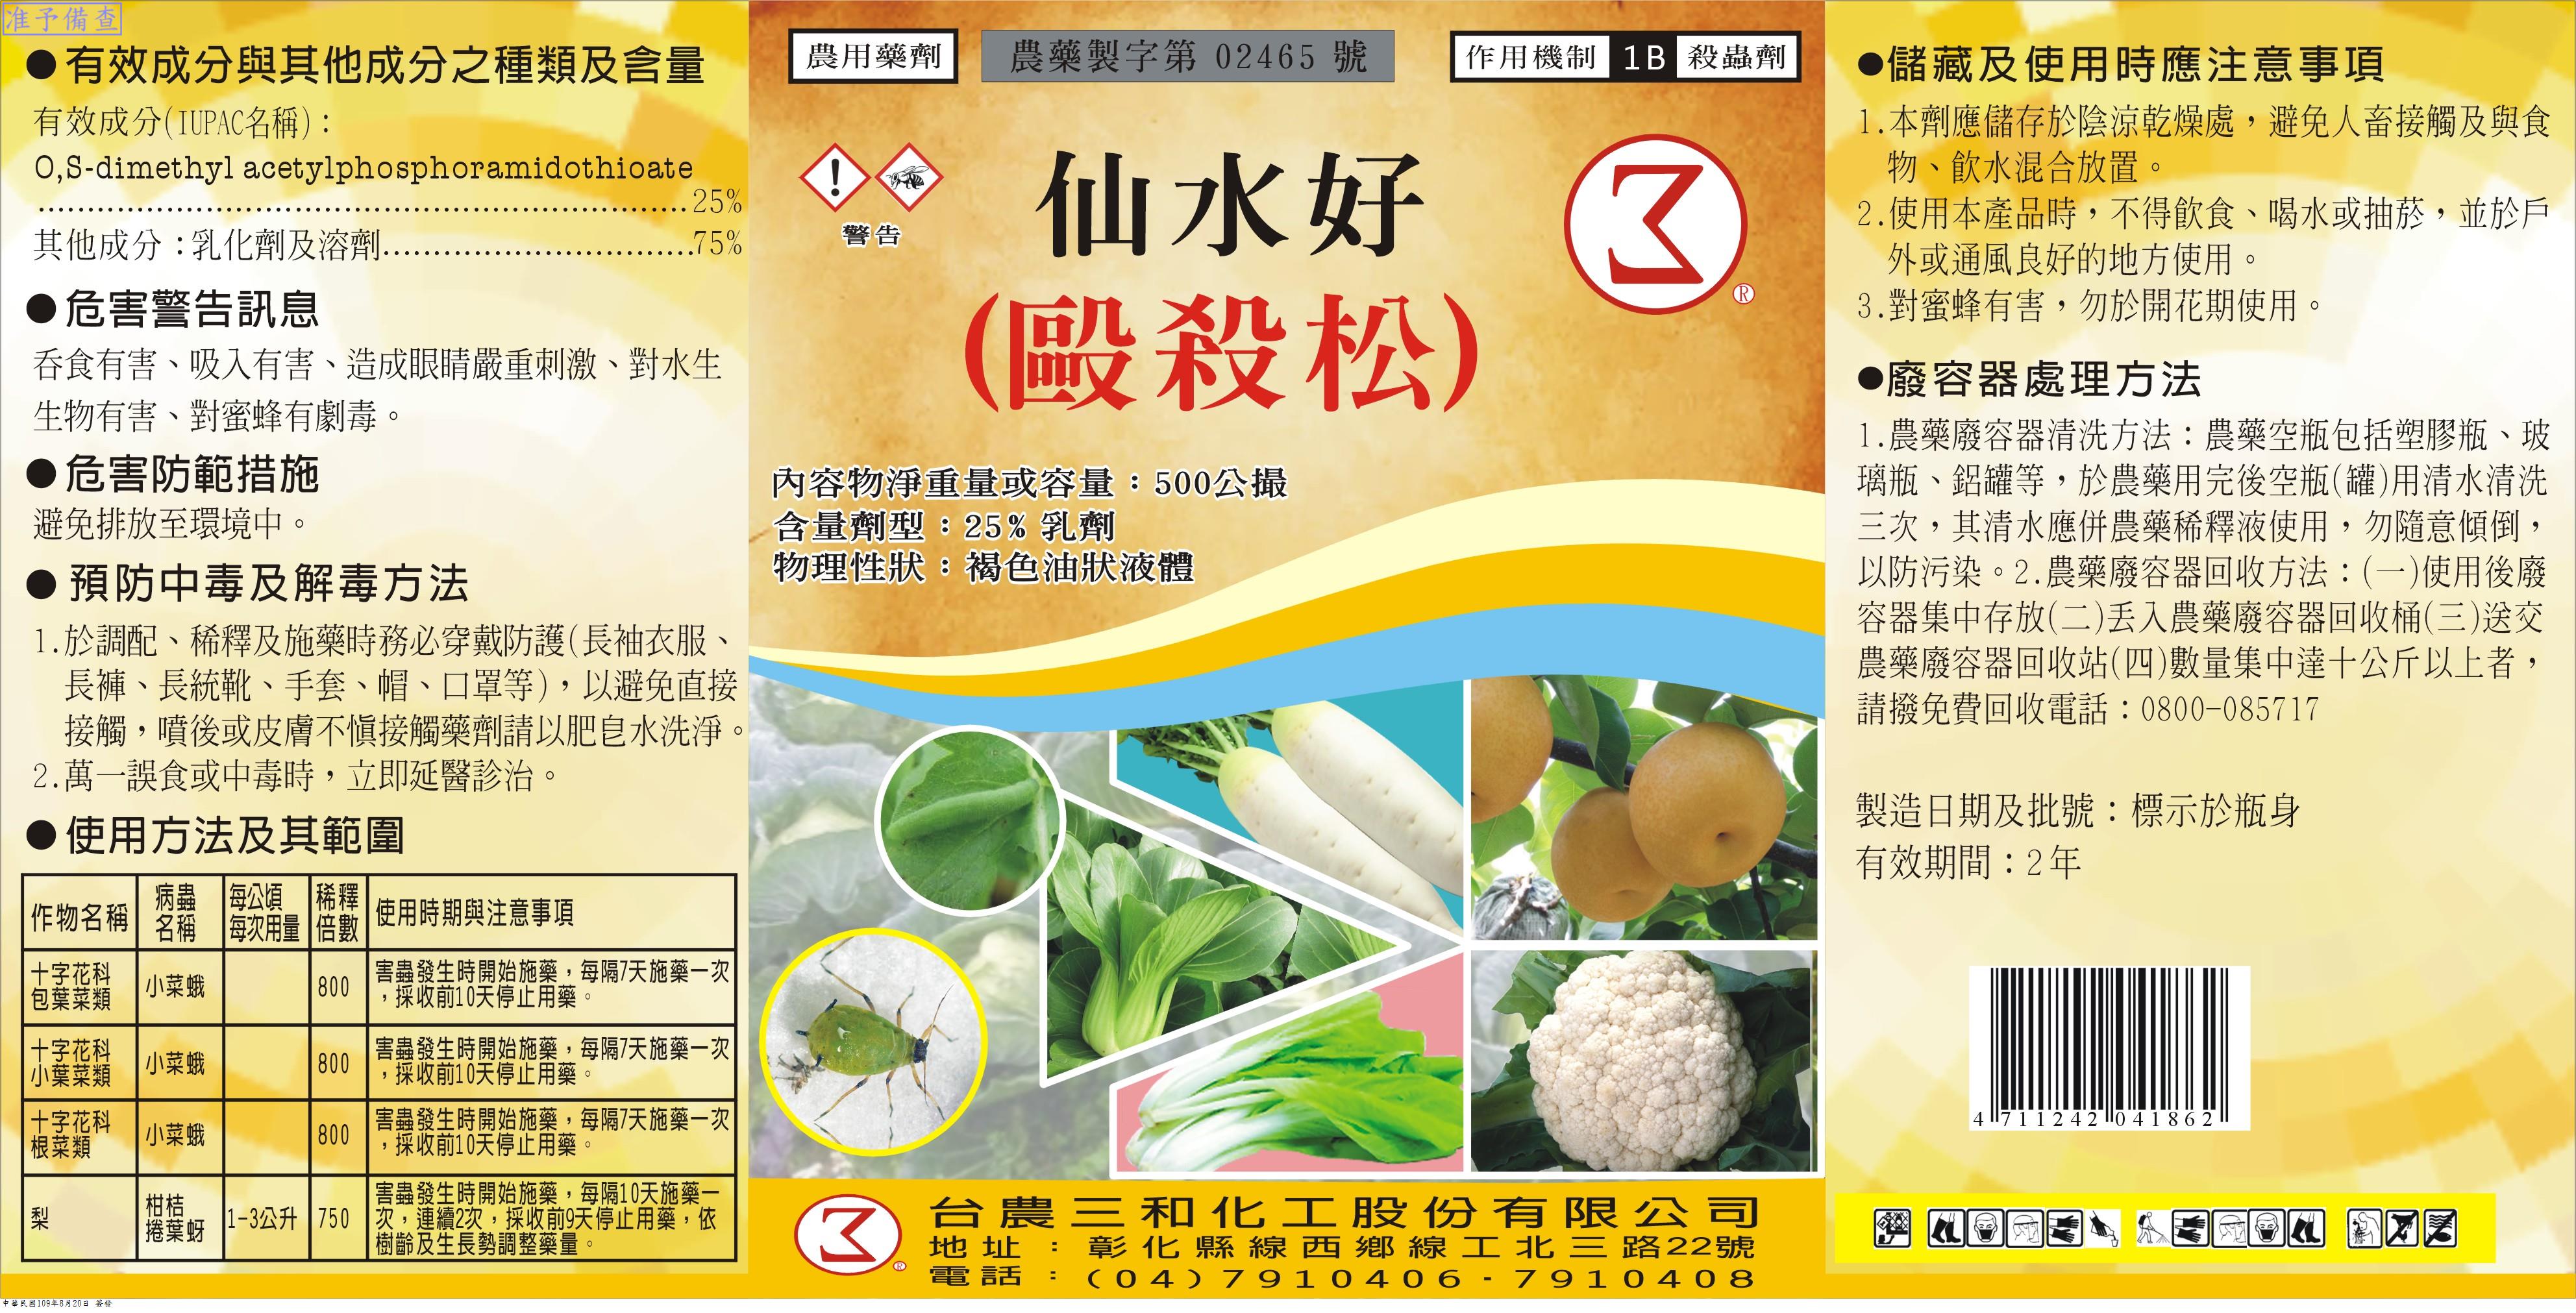 准予備查
●有效成分與其他成分之種類及含量
有效成分(IUPAC名稱)：
O,S-dimethyl acetylphosphoramidothioate
..................................................................25%
其他成分：乳化劑及溶劑...............................75%
●危害警告訊息
吞食有害、吸入有害、造成眼睛嚴重刺激、對水生
生物有害、對蜜蜂有劇毒。
●危害防範措施
避免排放至環境中。
●預防中毒及解毒方法
1.於調配、稀釋及施藥時務必穿戴防護(長袖衣服、
長褲、長統靴、手套、帽、口罩等)，以避免直接
接觸，噴後或皮膚不慎接觸藥劑請以肥皂水洗淨。
2.萬一誤食或中毒時，立即延醫診治。
●使用方法及其範圍
作物名稱 病蟲名稱 每公頃每次用量 稀釋倍數 使用時期與注意事項
十字花科包葉菜類 小菜蛾 800 害蟲發生時開始施藥，每隔7天施藥一次，採收前10天停止用藥。
十字花科小葉菜類 小菜蛾 800 害蟲發生時開始施藥，每隔7天施藥一次，採收前10天停止用藥。
十字花科根菜類 小菜蛾 800 害蟲發生時開始施藥，每隔7天施藥一次，採收前10天停止用藥。
梨 柑桔捲葉蚜 1-3公升 750 害蟲發生時開始施藥，每隔10天施藥一次，連續2次，採收前9天停止用藥，依樹齡及生長勢調整藥量。
中華民國109年8月20日 簽發
農用藥劑
農藥製字第 02465 號
作用機制 1B 殺蟲劑
警告
仙水好
(毆殺松)
®
內容物淨重量或容量：500公撮
含量劑型：25% 乳劑
物理性狀：褐色油狀液體
®
台農三和化工股份有限公司
地址：彰化縣線西鄉線工北三路22號
電話：(04)7910406-7910408
●儲藏及使用時應注意事項
1.本劑應儲存於陰涼乾燥處，避免人畜接觸及與食
物、飲水混合放置。
2.使用本產品時，不得飲食、喝水或抽菸，並於戶
外或通風良好的地方使用。
3.對蜜蜂有害，勿於開花期使用。
●廢容器處理方法
1.農藥廢容器清洗方法：農藥空瓶包括塑膠瓶、玻
璃瓶、鋁罐等，於農藥用完後空瓶(罐)用清水清洗
三次，其清水應併農藥稀釋液使用，勿隨意傾倒，
以防污染。2.農藥廢容器回收方法：(一)使用後廢
容器集中存放(二)丟入農藥廢容器回收桶(三)送交
農藥廢容器回收站(四)數量集中達十公斤以上者，
請撥免費回收電話：0800-085717
製造日期及批號：標示於瓶身
有效期間：2年
4 711242 041862